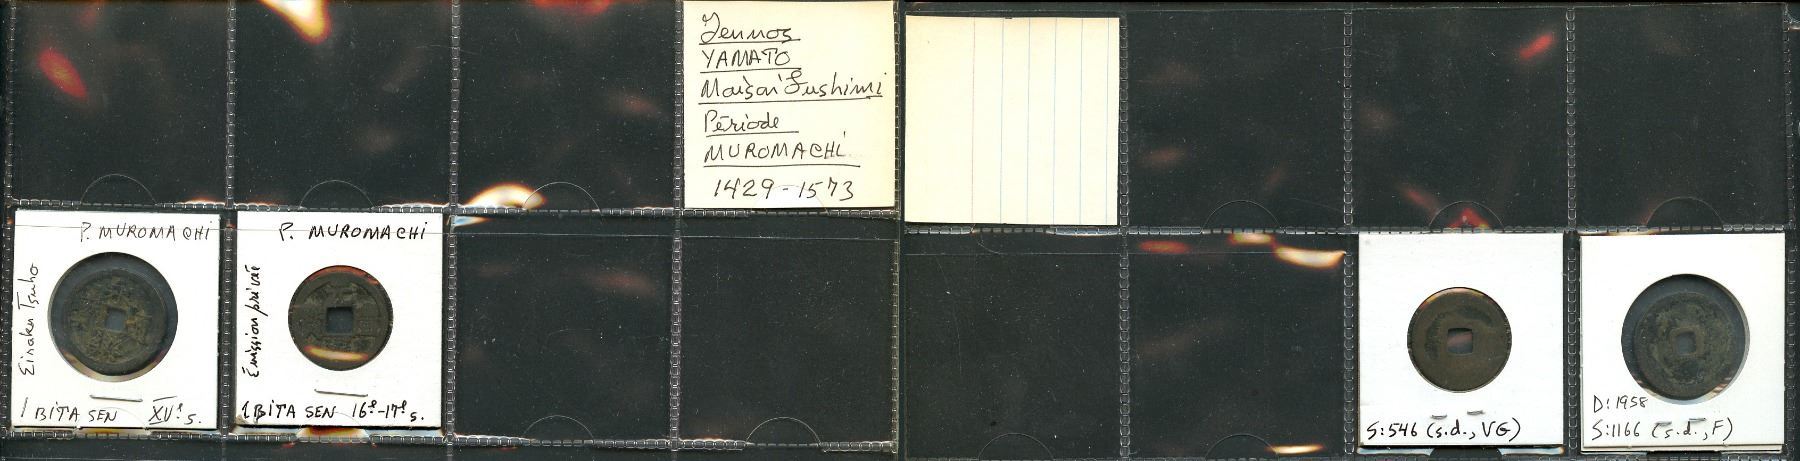 Tennos
YAMATO
Maison Fushimi
Période
MUROMACHI
1429-1573
P. MUROMACHI
Eiraku Tsuho
1 BITA SEN XVe s.
P. MUROMACHI
Émission privée
1 BITA SEN 16e-17e s.
S:546 (s.d., VG)
D:1958
S:1166 (s.d., F)